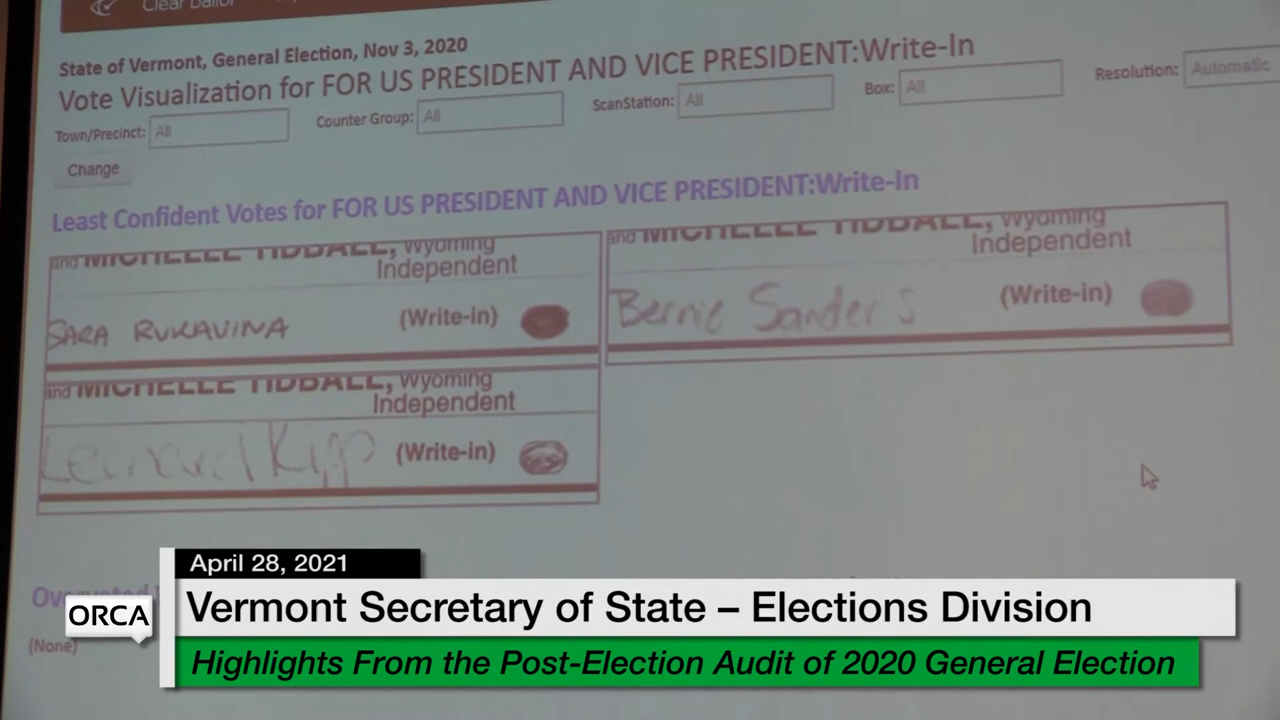 Clear Ballot
State of Vermont, General Election, Nov 3, 2020
Vote Visualization for FOR US PRESIDENT AND VICE PRESIDENT:Write-In
Town/Precinct: All Counter Group: All ScanStation: All Box: All Resolution: Automatic
Change
Least Confident Votes for FOR US PRESIDENT AND VICE PRESIDENT:Write-In
and MICHELLE TIDBALL, Wyoming
Independent
SARA RUKAVINA (Write-in)
and MICHELLE TIDBALL, Wyoming
Independent
Bernie Sanders (Write-in)
and MICHELLE TIDBALL, Wyoming
Independent
Leonard Kipp (Write-in)
(None)
ORCA
April 28, 2021
Vermont Secretary of State – Elections Division
Highlights From the Post-Election Audit of 2020 General Election